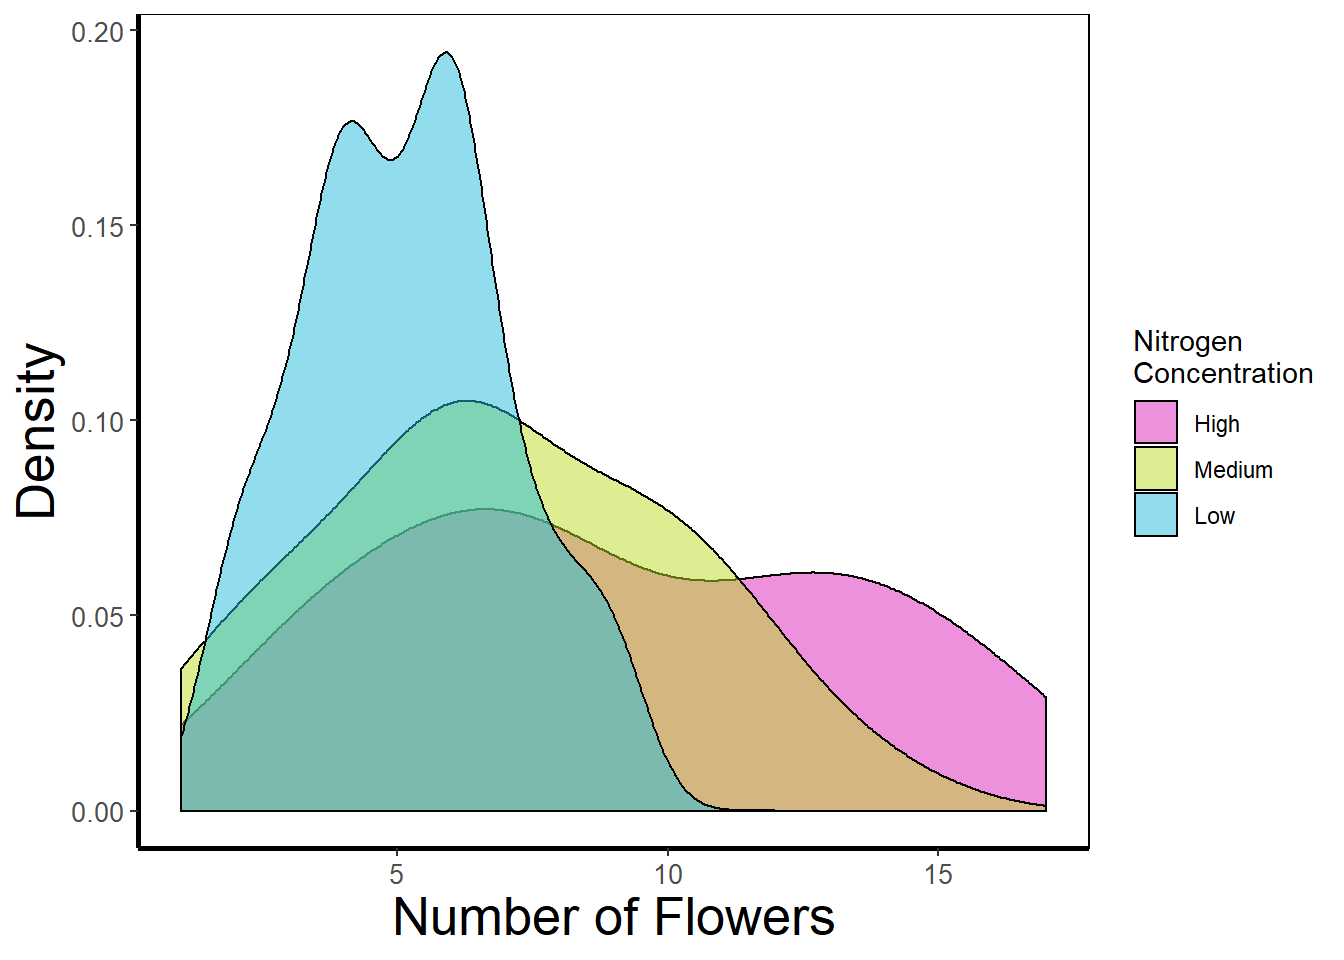 0.20
0.15
0.10
0.05
0.00
Density
5 10 15
Number of Flowers
Nitrogen
Concentration
High
Medium
Low